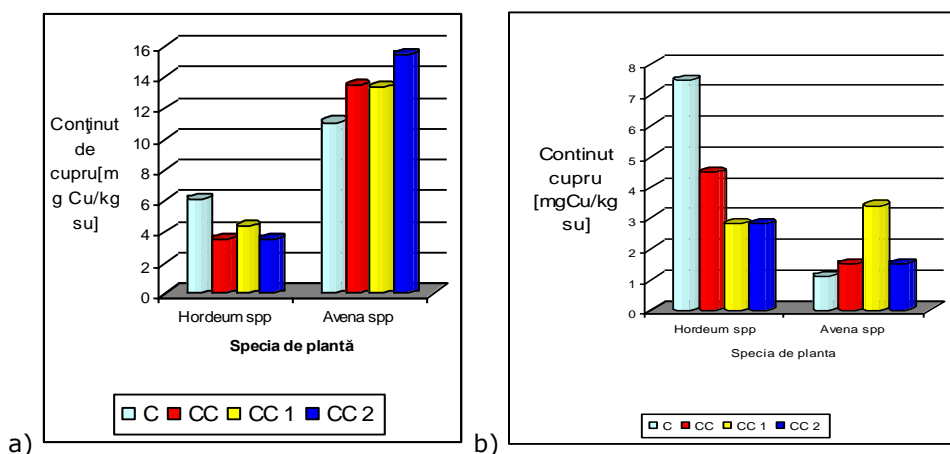 Conţinut
de
cupru[m
g Cu/kg
su]
16
14
12
10
8
6
4
2
0
Hordeum spp Avena spp
Specia de plantă
C CC CC 1 CC 2
a)
Continut
cupru
[mgCu/kg
su]
8
7
6
5
4
3
2
1
0
Hordeum spp Avena spp
Specia de planta
C CC CC 1 CC 2
b)